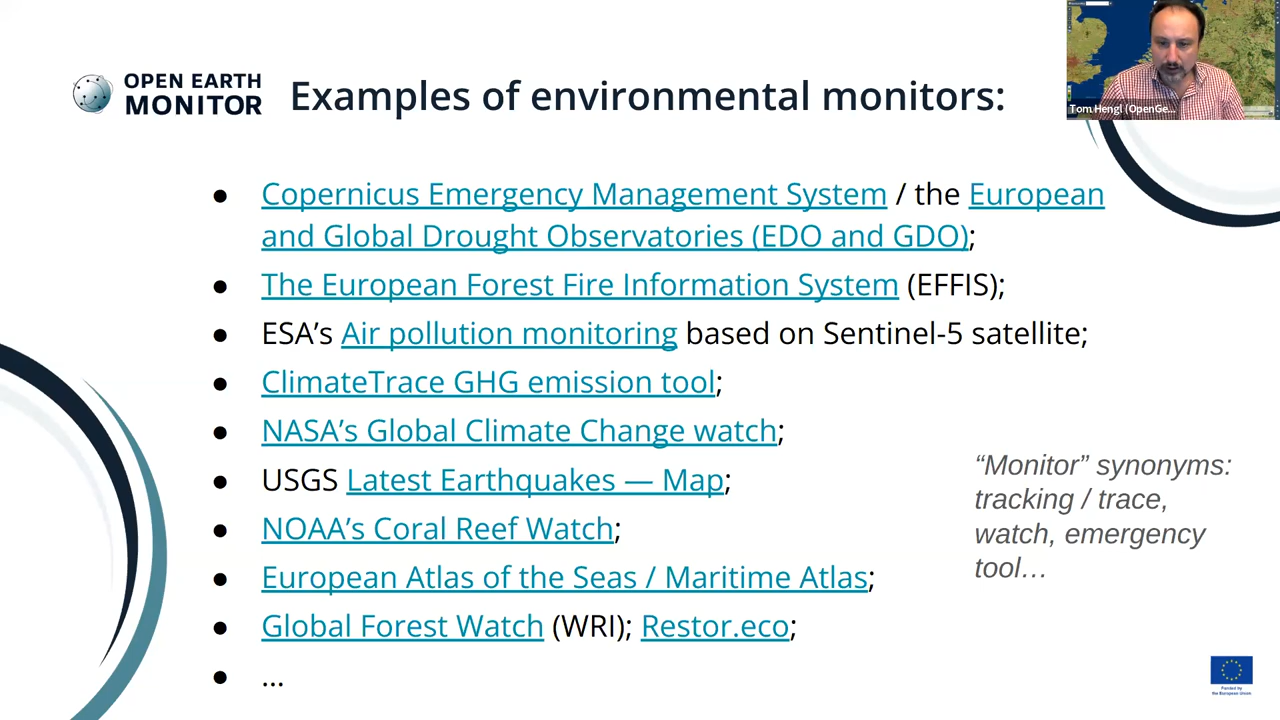 OPEN EARTH
MONITOR
Examples of environmental monitors:
Tom Hengl (OpenGe...
● Copernicus Emergency Management System / the European
and Global Drought Observatories (EDO and GDO);
● The European Forest Fire Information System (EFFIS);
● ESA’s Air pollution monitoring based on Sentinel-5 satellite;
● ClimateTrace GHG emission tool;
● NASA’s Global Climate Change watch;
● USGS Latest Earthquakes — Map;
● NOAA’s Coral Reef Watch;
● European Atlas of the Seas / Maritime Atlas;
● Global Forest Watch (WRI); Restor.eco;
● ...
“Monitor” synonyms:
tracking / trace,
watch, emergency
tool…
Funded by
the European Union